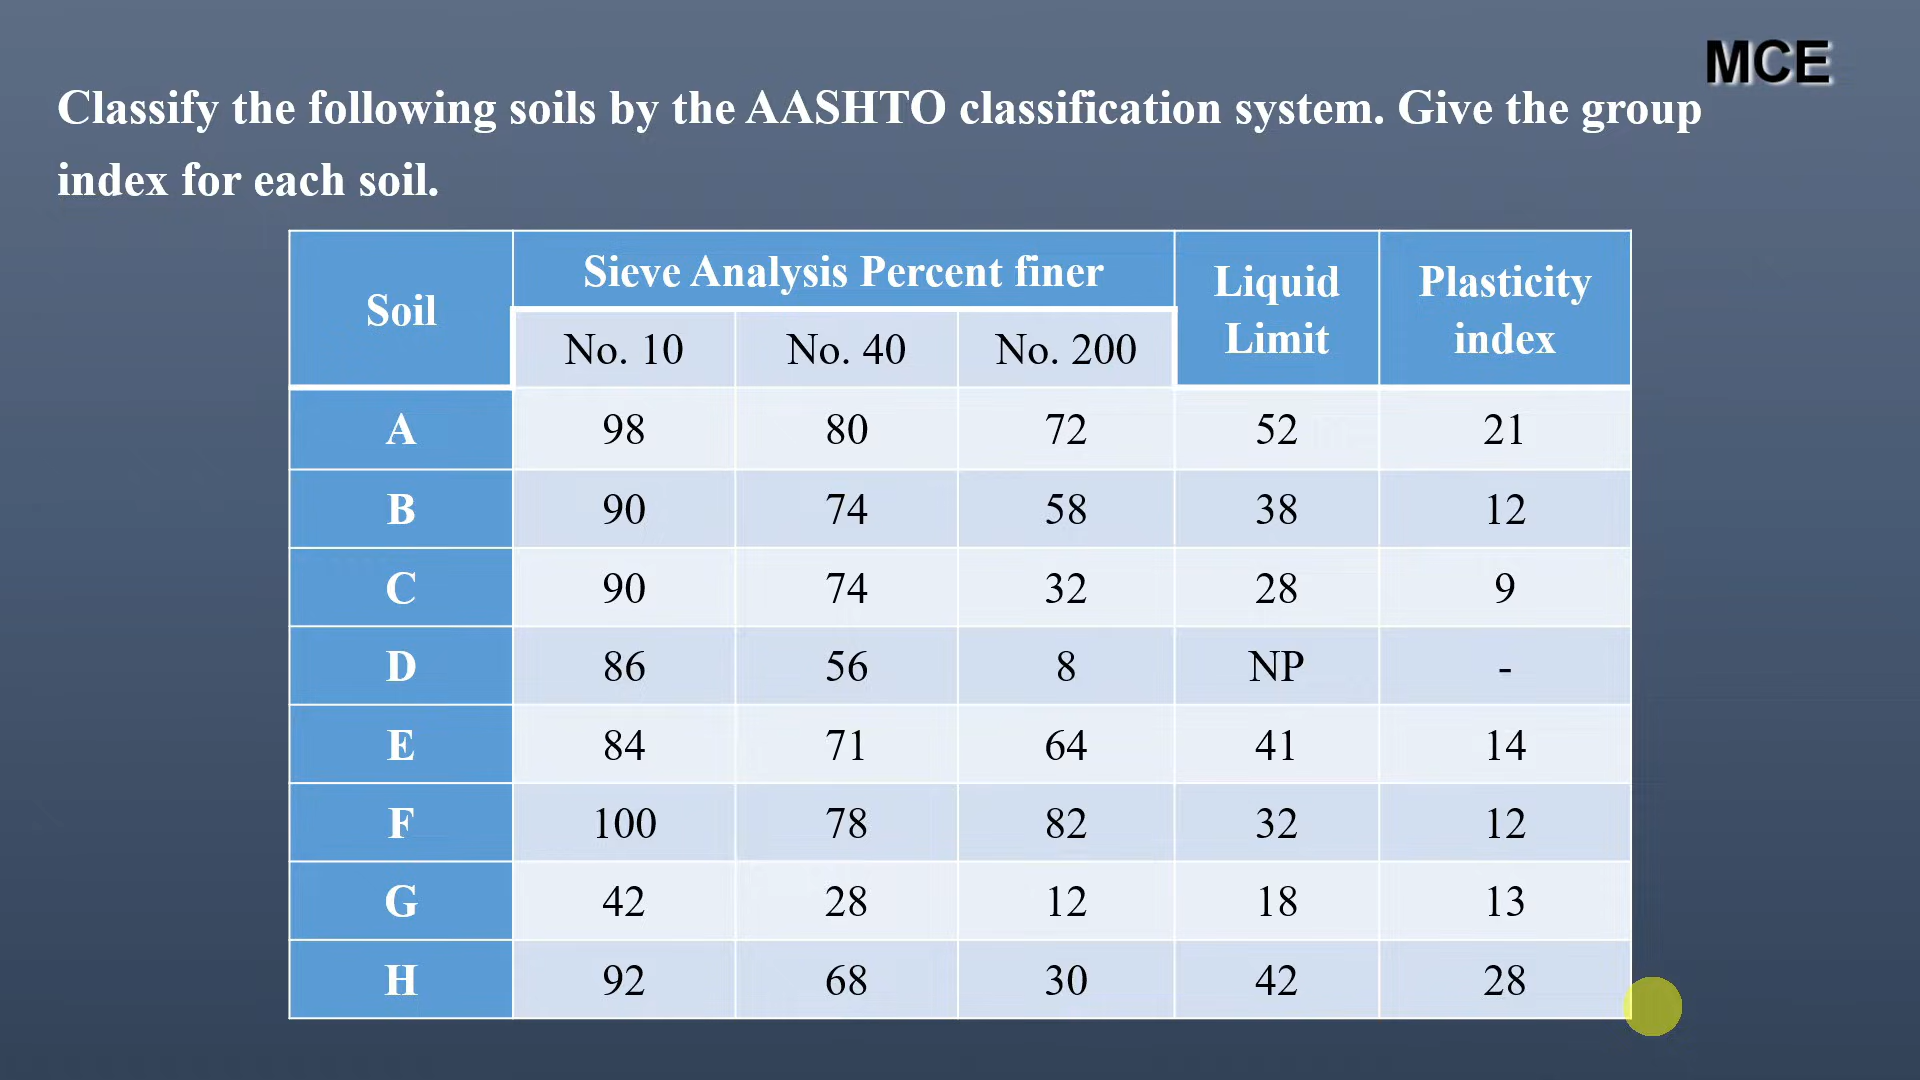 MCE
Classify the following soils by the AASHTO classification system. Give the group
index for each soil.
Soil Sieve Analysis Percent finer Liquid Limit Plasticity index
No. 10 No. 40 No. 200
A 98 80 72 52 21
B 90 74 58 38 12
C 90 74 32 28 9
D 86 56 8 NP -
E 84 71 64 41 14
F 100 78 82 32 12
G 42 28 12 18 13
H 92 68 30 42 28